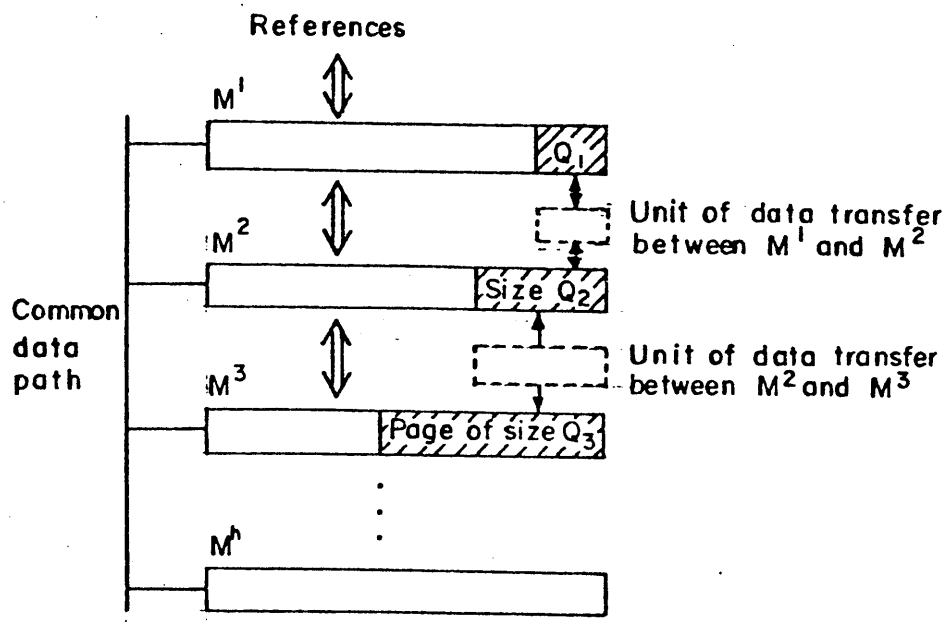 References
M¹
Q₁
Unit of data transfer
between M¹ and M²
M²
Size Q₂
Common
data
path
Unit of data transfer
between M² and M³
M³
Page of size Q₃
Mʰ